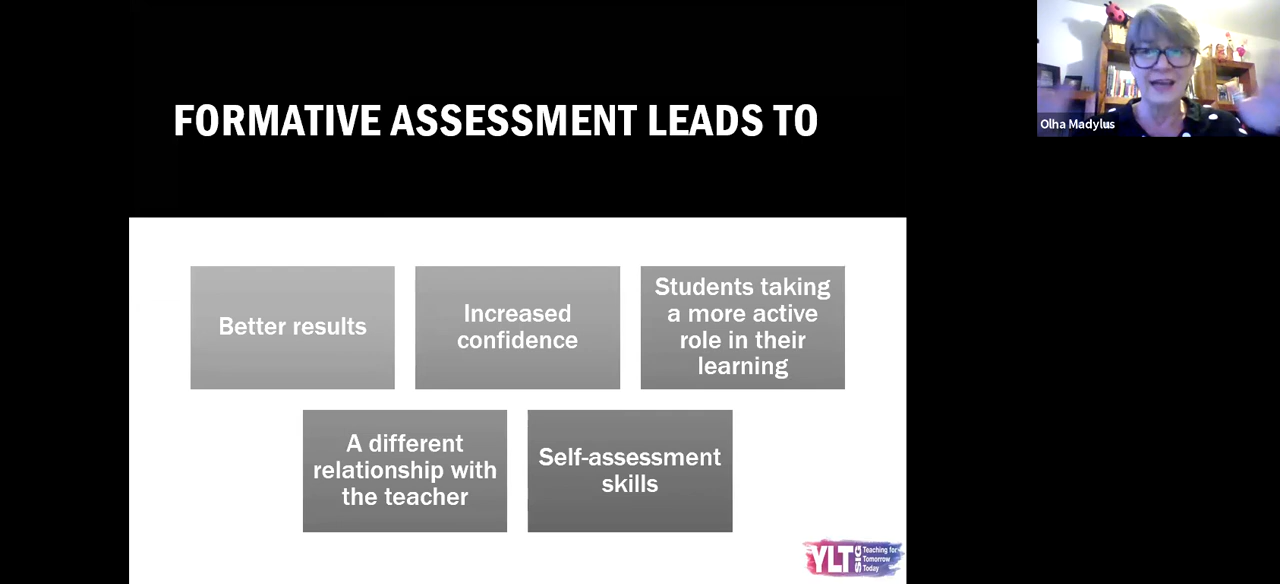 FORMATIVE ASSESSMENT LEADS TO
Olha Madylus
Better results
Increased
confidence
Students taking
a more active
role in their
learning
A different
relationship with
the teacher
Self-assessment
skills
YLT SIG
Teaching for
Tomorrow
Today